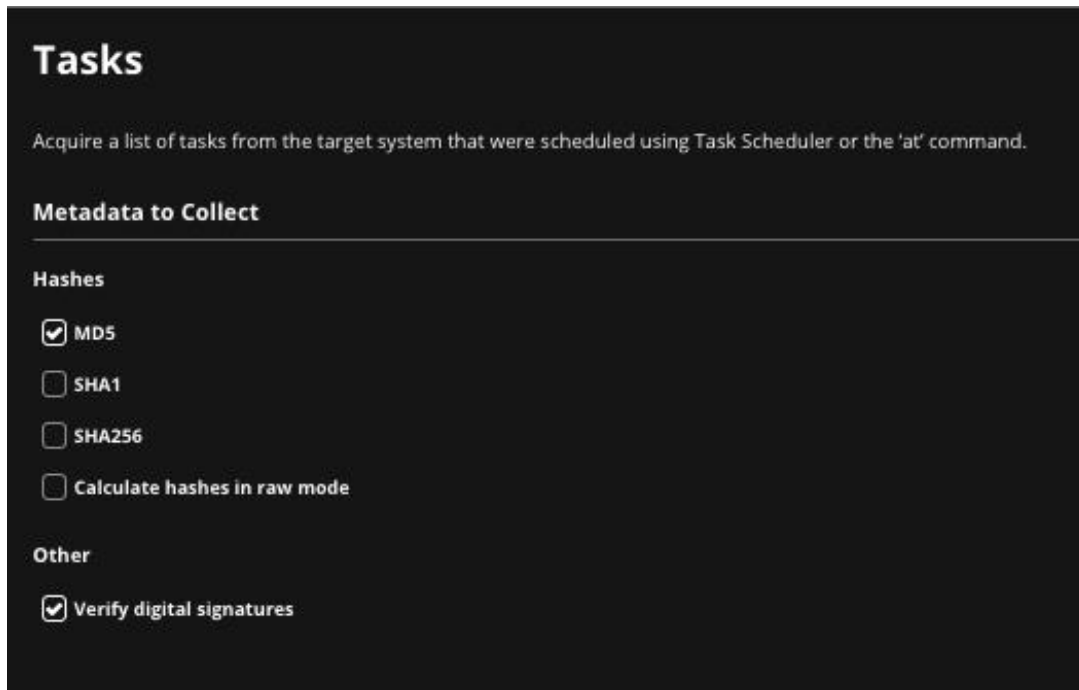 Tasks
Acquire a list of tasks from the target system that were scheduled using Task Scheduler or the ‘at’ command.
Metadata to Collect
Hashes
MD5
SHA1
SHA256
Calculate hashes in raw mode
Other
Verify digital signatures